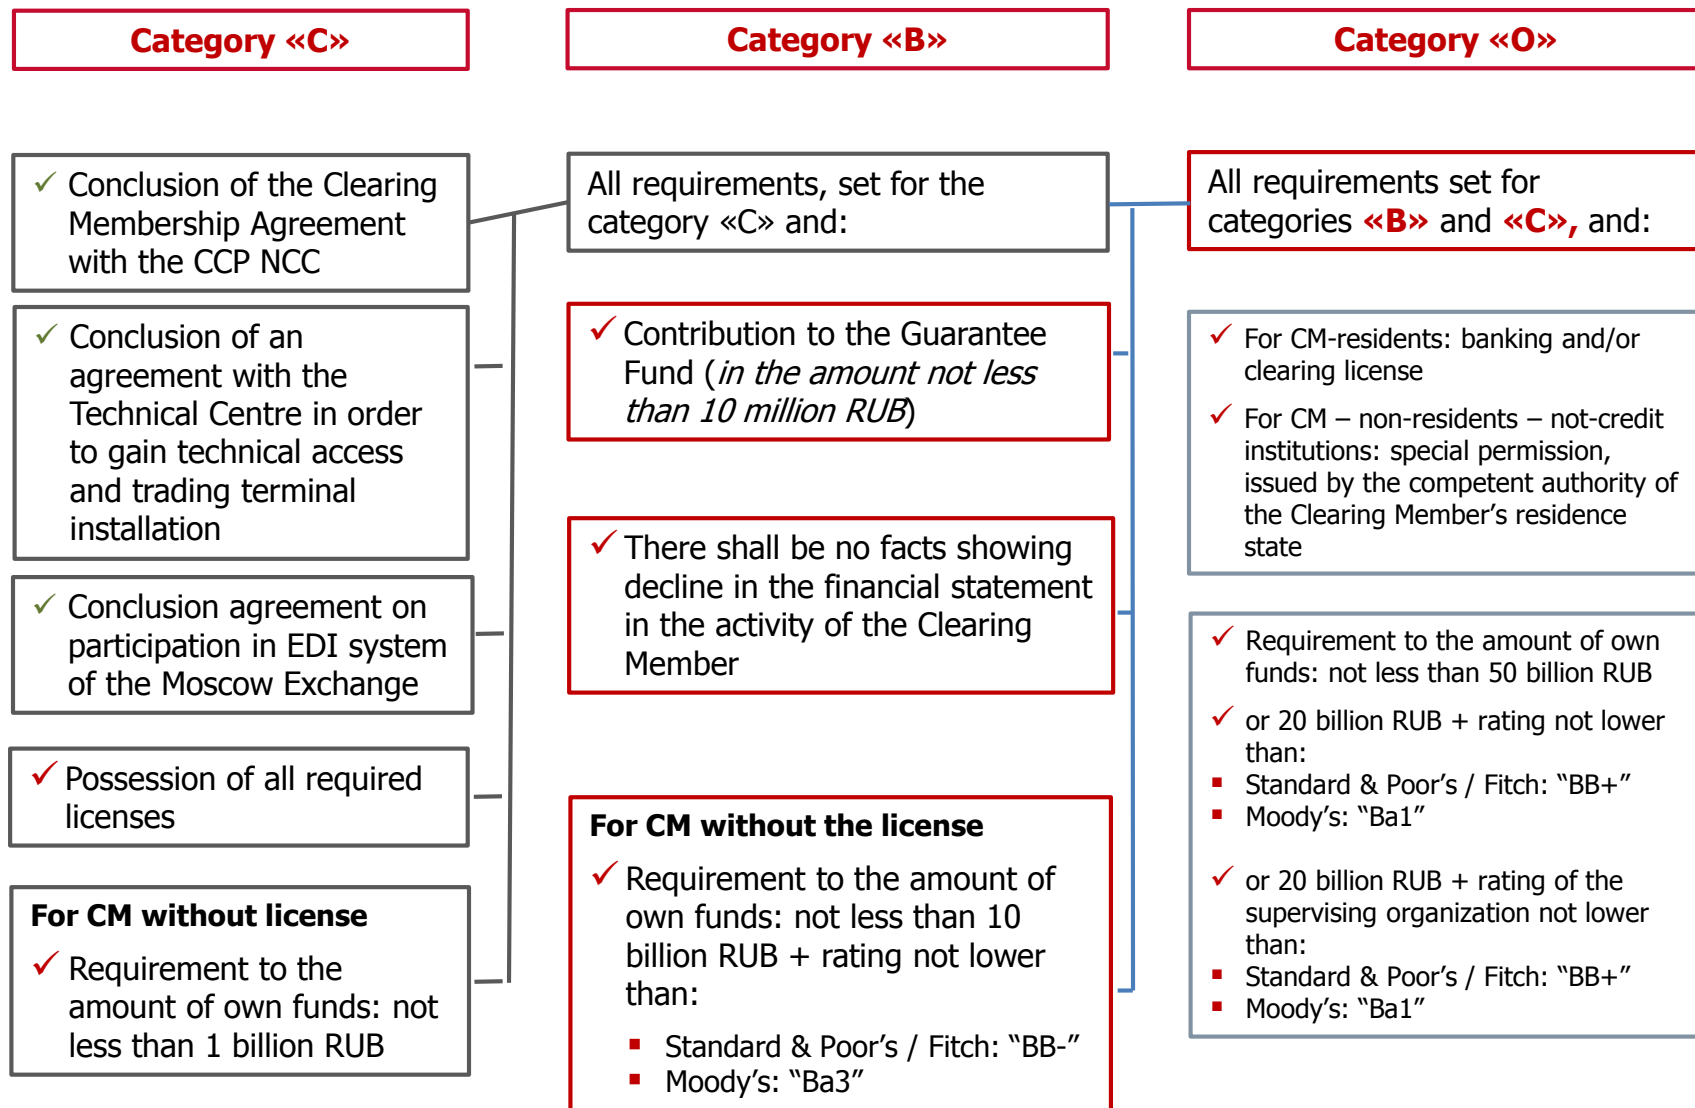 Category «C»
Conclusion of the Clearing
Membership Agreement
with the CCP NCC
Conclusion of an
agreement with the
Technical Centre in order
to gain technical access
and trading terminal
installation
Conclusion agreement on
participation in EDI system
of the Moscow Exchange
Possession of all required
licenses
For CM without license
Requirement to the
amount of own funds: not
less than 1 billion RUB
Category «B»
All requirements, set for the
category «C» and:
Contribution to the Guarantee
Fund (in the amount not less
than 10 million RUB)
There shall be no facts showing
decline in the financial statement
in the activity of the Clearing
Member
For CM without the license
Requirement to the amount of
own funds: not less than 10
billion RUB + rating not lower
than:
Standard & Poor's / Fitch: “BB-”
Moody's: “Ba3”
Category «O»
All requirements set for
categories «B» and «C», and:
For CM-residents: banking and/or
clearing license
For CM – non-residents – not-credit
institutions: special permission,
issued by the competent authority of
the Clearing Member’s residence
state
Requirement to the amount of own
funds: not less than 50 billion RUB
or 20 billion RUB + rating not lower
than:
Standard & Poor’s / Fitch: “BB+”
Moody’s: “Ba1”
or 20 billion RUB + rating of the
supervising organization not lower
than:
Standard & Poor’s / Fitch: “BB+”
Moody’s: “Ba1”